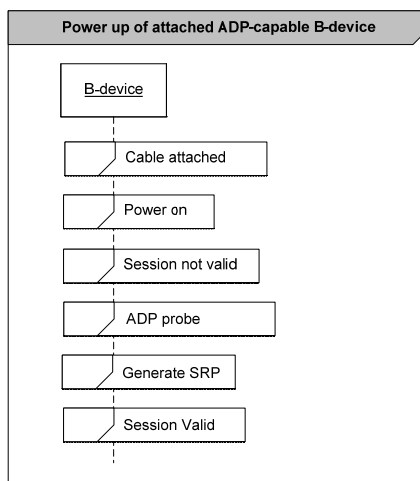 Power up of attached ADP-capable B-device
B-device
Cable attached
Power on
Session not valid
ADP probe
Generate SRP
Session Valid